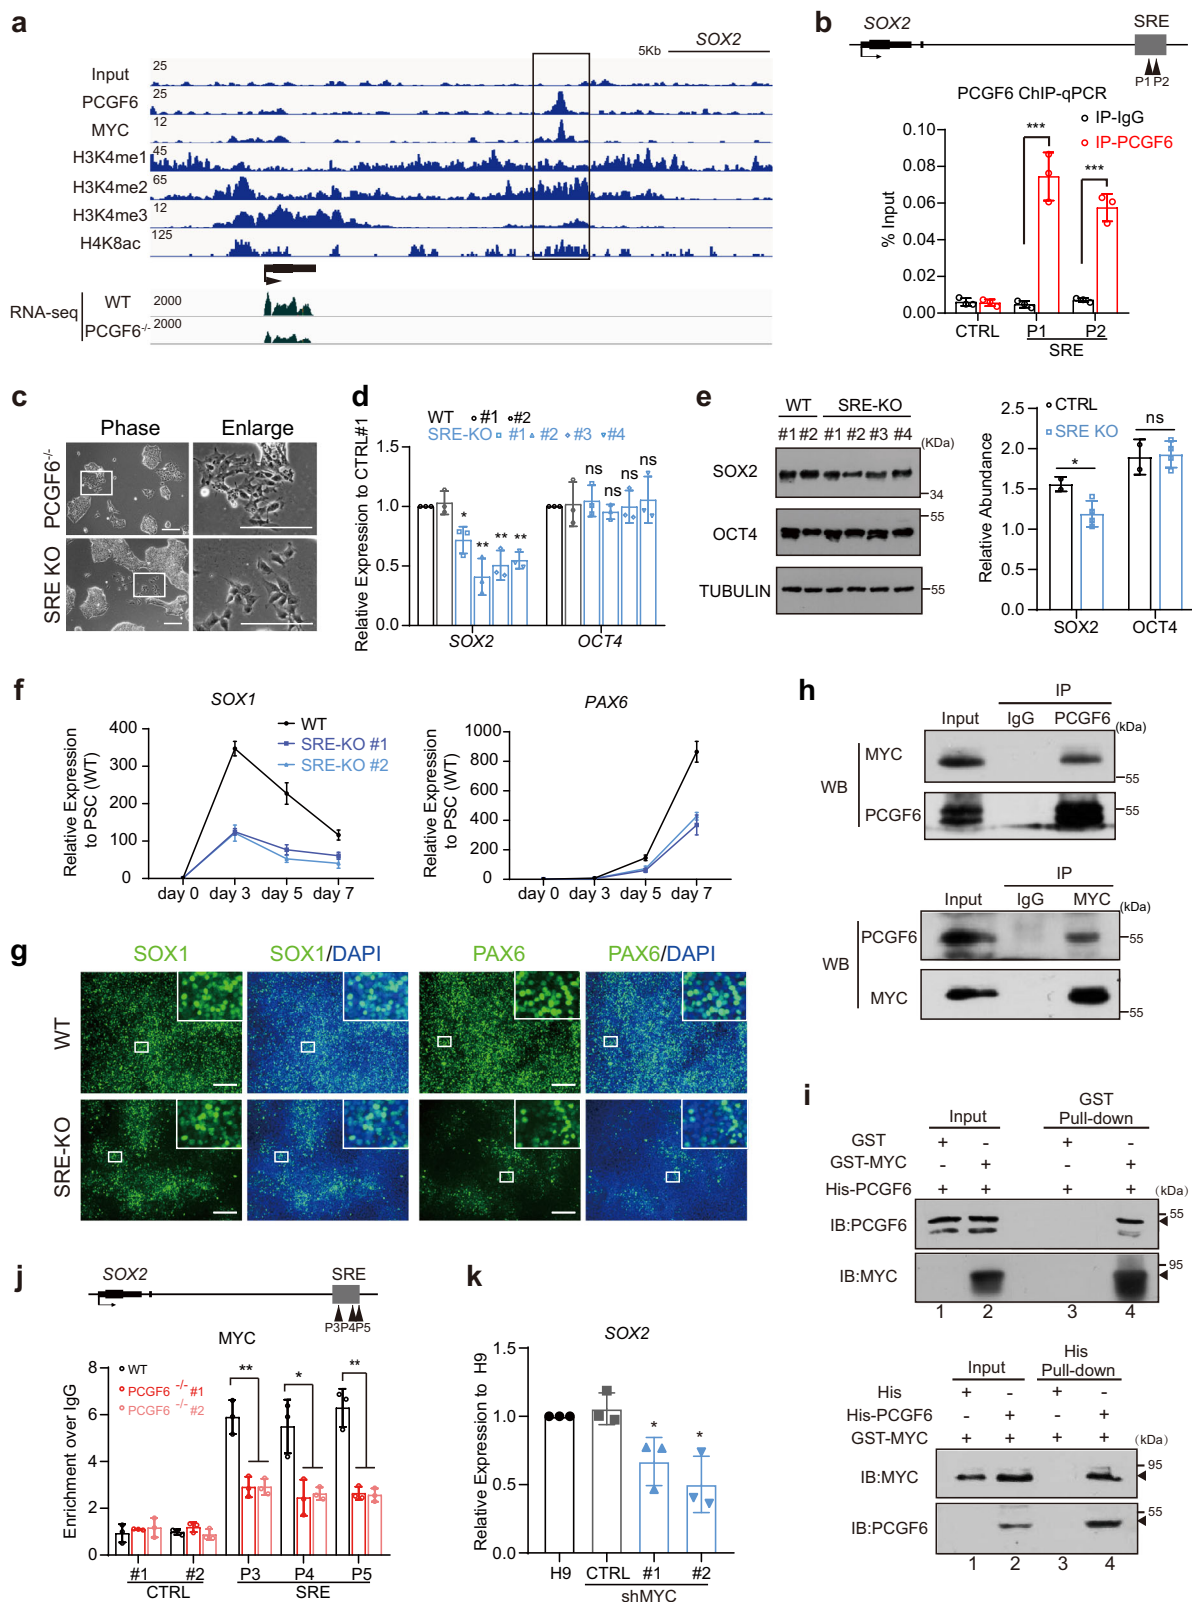 a
5Kb SOX2
Input 25
PCGF6 25
MYC 12
H3K4me1 45
H3K4me2 65
H3K4me3 12
H4K8ac 125
RNA-seq
WT 2000
PCGF6-/- 2000
b
SOX2 SRE
P1 P2
PCGF6 ChIP-qPCR
IP-IgG
IP-PCGF6
% Input
0.10
0.08
0.06
0.04
0.02
0.00
*** ***
CTRL P1 P2
SRE
c
Phase Enlarge
PCGF6-/-
SRE KO
d
WT #1 #2
SRE-KO #1 #2 #3 #4
Relative Expression to CTRL#1
1.5
1.0
0.5
0.0
* ** ** **
ns ns ns ns
SOX2 OCT4
e
WT SRE-KO
#1 #2 #1 #2 #3 #4 (KDa)
SOX2
34
OCT4
55
TUBULIN
55
CTRL
SRE KO
Relative Abundance
2.5
2.0
1.5
1.0
0.5
0.0
* ns
SOX2 OCT4
f
SOX1
WT
SRE-KO #1
SRE-KO #2
Relative Expression
to PSC (WT)
400
300
200
100
0
day 0 day 3 day 5 day 7
PAX6
Relative Expression
to PSC (WT)
1000
800
600
400
200
0
day 0 day 3 day 5 day 7
g
SOX1 SOX1/DAPI PAX6 PAX6/DAPI
WT
SRE-KO
h
IP
Input IgG PCGF6 (kDa)
WB
MYC
55
PCGF6
55
IP
Input IgG MYC (kDa)
WB
PCGF6
55
MYC
55
i
Input GST Pull-down
GST + - + -
GST-MYC - + - +
His-PCGF6 + + + + (kDa)
IB:PCGF6
55
IB:MYC
95
1 2 3 4
Input His Pull-down
His + - + -
His-PCGF6 - + - +
GST-MYC + + + + (kDa)
IB:MYC
95
IB:PCGF6
55
1 2 3 4
j
SOX2 SRE
P3 P4 P5
MYC
WT
PCGF6 -/- #1
PCGF6 -/- #2
Enrichment over IgG
8
6
4
2
0
** * **
#1 #2 P3 P4 P5
CTRL SRE
k
SOX2
Relative Expression to H9
1.5
1.0
0.5
0.0
* *
H9 CTRL #1 #2
shMYC